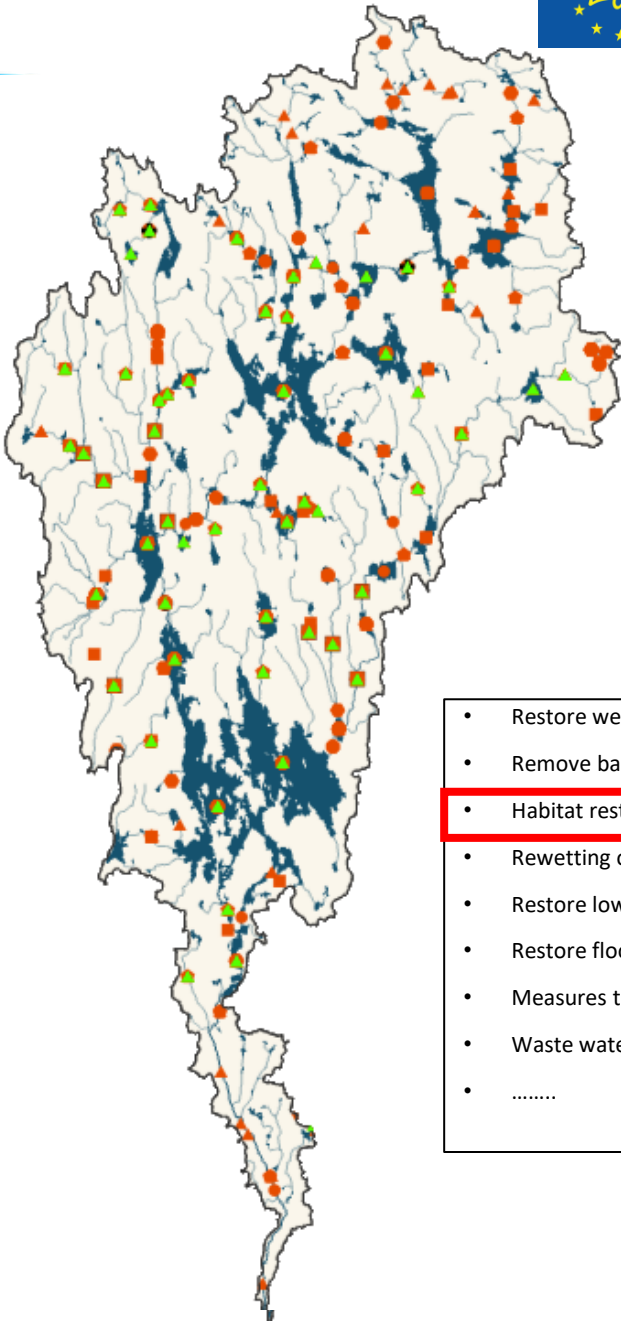 • Restore we
• Remove ba
• Habitat rest
• Rewetting o
• Restore low
• Restore floo
• Measures t
• Waste wate
• ........